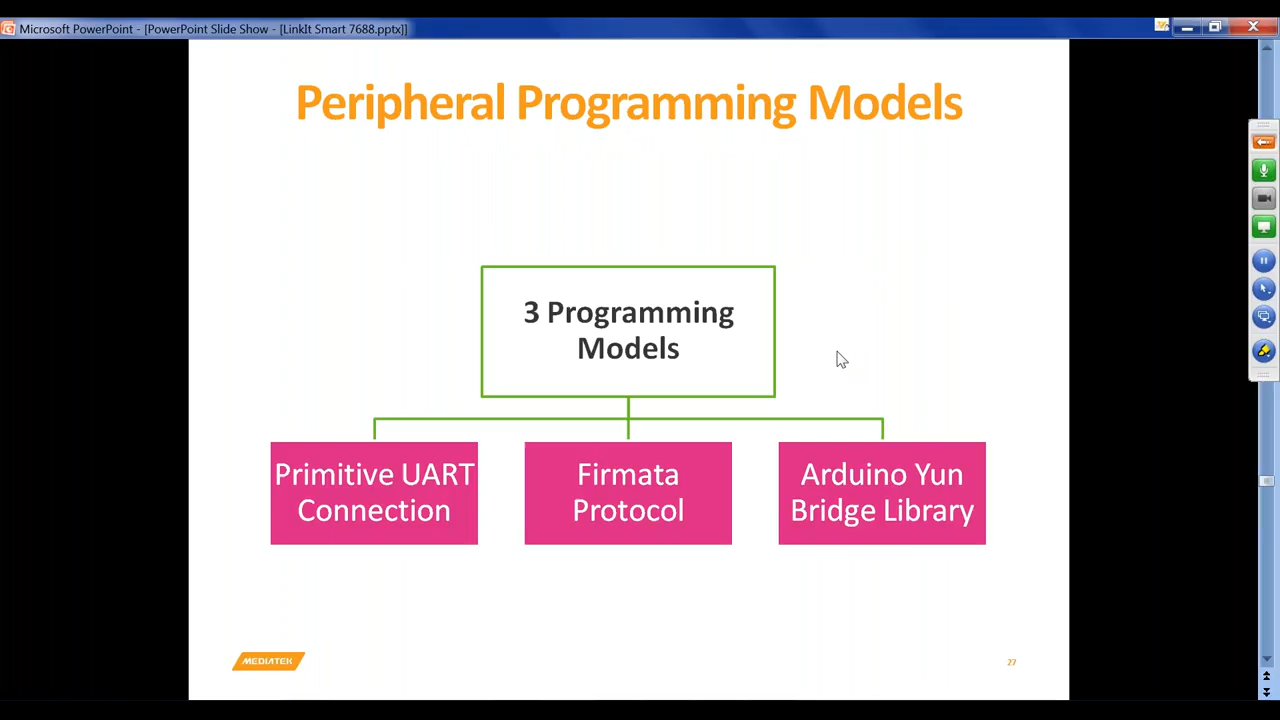 Microsoft PowerPoint - [PowerPoint Slide Show - [LinkIt Smart 7688.pptx]]
Peripheral Programming Models
3 Programming
Models
Primitive UART
Connection
Firmata
Protocol
Arduino Yun
Bridge Library
MEDIATEK
27